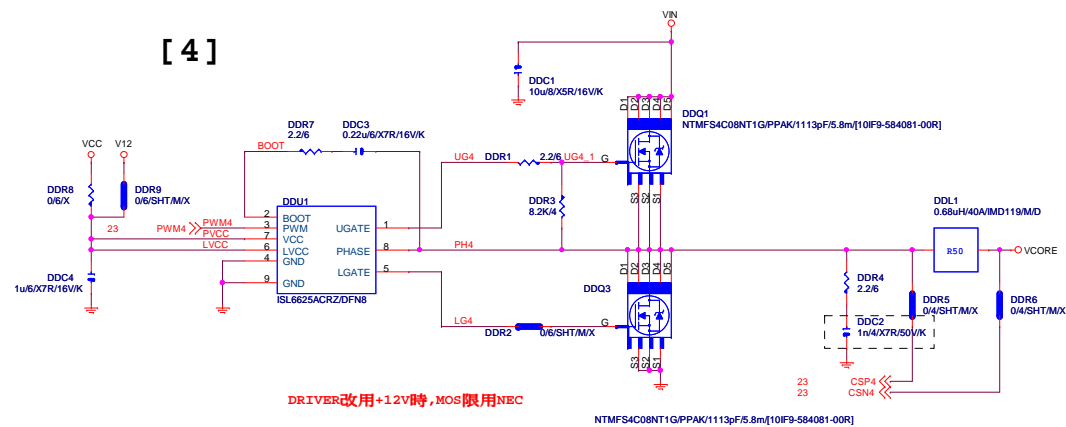 [4]
VIN
DDC1
10u/8/X5R/16V/K
D1 D2 D3 D4 D5
DDQ1
NTMFS4C08NT1G/PPAK/1113pF/5.8m/[10IF9-584081-00R]
DDR7
2.2/6
DDC3
0.22u/6/X7R/16V/K
VCC
V12
BOOT
UG4
DDR1
2.2/6
UG4_1
G
S3 S2 S1
DDR8
0/6/X
DDR9
0/6/SHT/M/X
DDU1
DDR3
8.2K/4
DDL1
0.68uH/40A/IMD119/M/D
23
PWM4
PWM4
PVCC
LVCC
2
3
7
6
4
9
BOOT
PWM
VCC
LVCC
GND
GND
UGATE
PHASE
LGATE
1
8
5
ISL6625ACRZ/DFN8
PH4
R50
VCORE
DDC4
1u/6/X7R/16V/K
D1 D2 D3 D4 D5
DDQ3
DDR4
2.2/6
DDR5
0/4/SHT/M/X
DDR6
0/4/SHT/M/X
LG4
DDR2
0/6/SHT/M/X
G
S3 S2 S1
DDC2
1n/4/X7R/50V/K
23
CSP4
23
CSN4
DRIVER改用+12V時,MOS限用NEC
NTMFS4C08NT1G/PPAK/1113pF/5.8m/[10IF9-584081-00R]